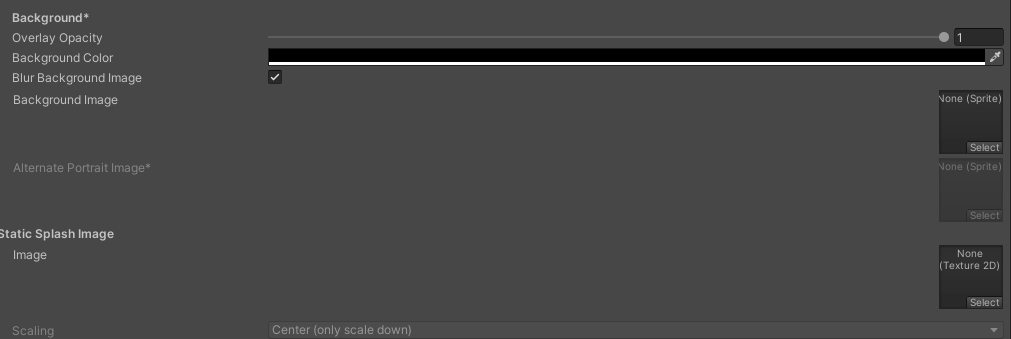 Background*
Overlay Opacity 1
Background Color
Blur Background Image
Background Image None (Sprite)
Select
Alternate Portrait Image* None (Sprite)
Select
Static Splash Image
Image None
(Texture 2D)
Select
Scaling Center (only scale down)